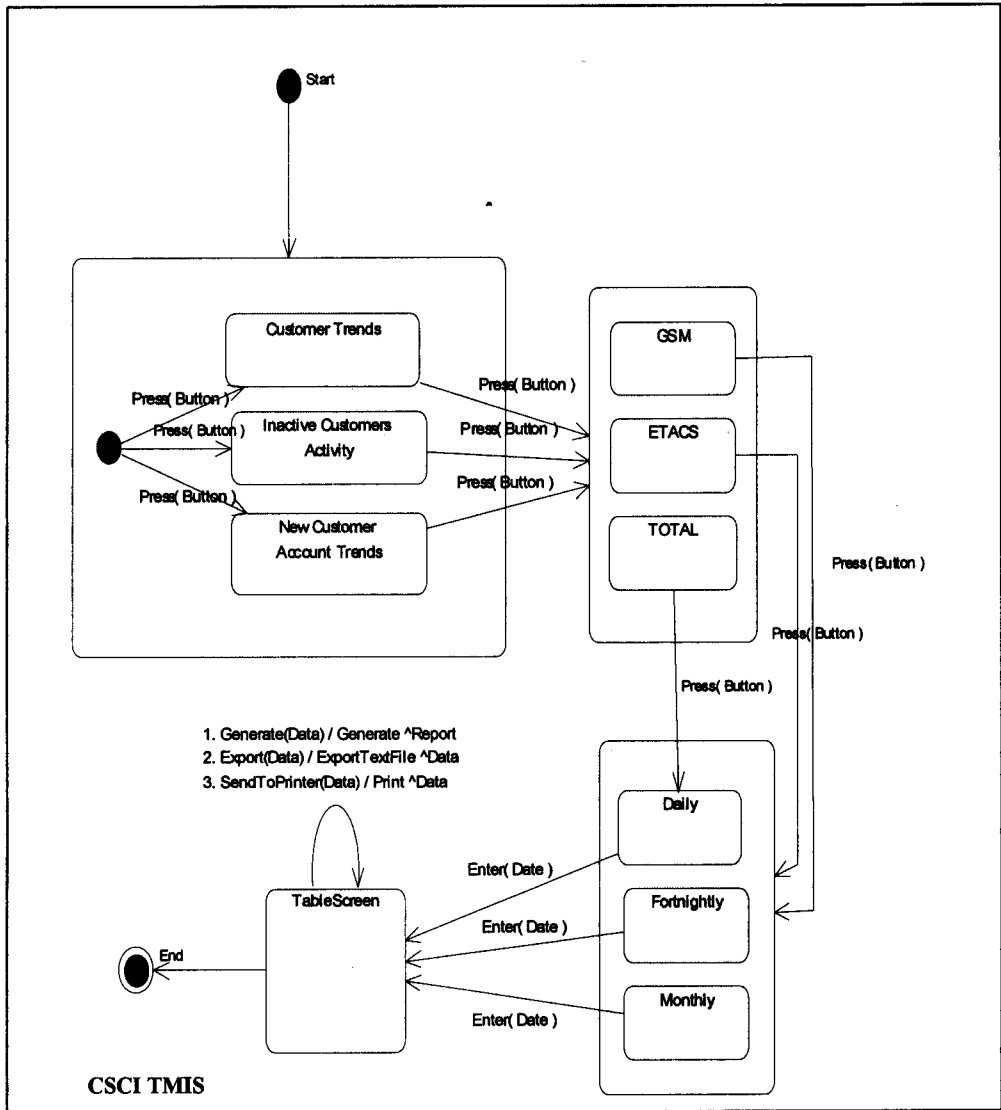 Start
Customer Trends
Press( Button )
Inactive Customers
Activity
Press( Button )
New Customer
Account Trends
Press( Button )
Press( Button )
Press( Button )
Press( Button )
GSM
ETACS
TOTAL
Press( Button )
Press( Button )
Press( Button )
1. Generate(Data) / Generate ^Report
2. Export(Data) / ExportTextFile ^Data
3. SendToPrinter(Data) / Print ^Data
Daily
Fortnightly
Monthly
Enter( Date )
Enter( Date )
Enter( Date )
TableScreen
End
CSCI TMIS